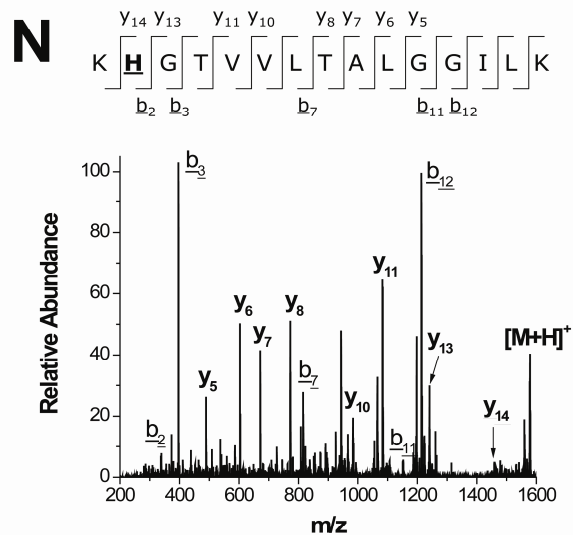 N
y14 y13 y11 y10 y8 y7 y6 y5
K H G T V V L T A L G G I L K
b2 b3 b7 b11 b12
Relative Abundance
100
80
60
40
20
0
b3
b12
y11
y6
y8
y7
[M+H]+
y13
y5
b7
y10
y14
b2
b11
200 400 600 800 1000 1200 1400 1600
m/z